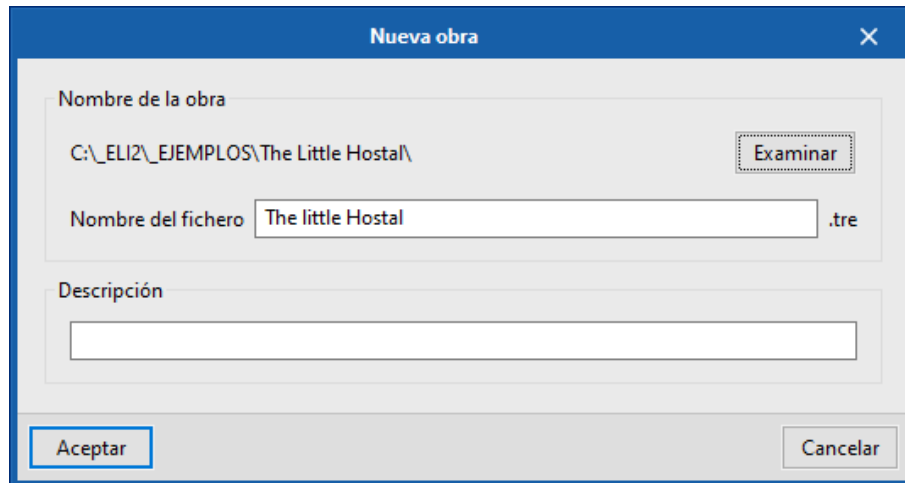 Nueva obra
Nombre de la obra
C:\_ELI2\_EJEMPLOS\The Little Hostal\
Examinar
Nombre del fichero The little Hostal .tre
Descripción
Aceptar Cancelar